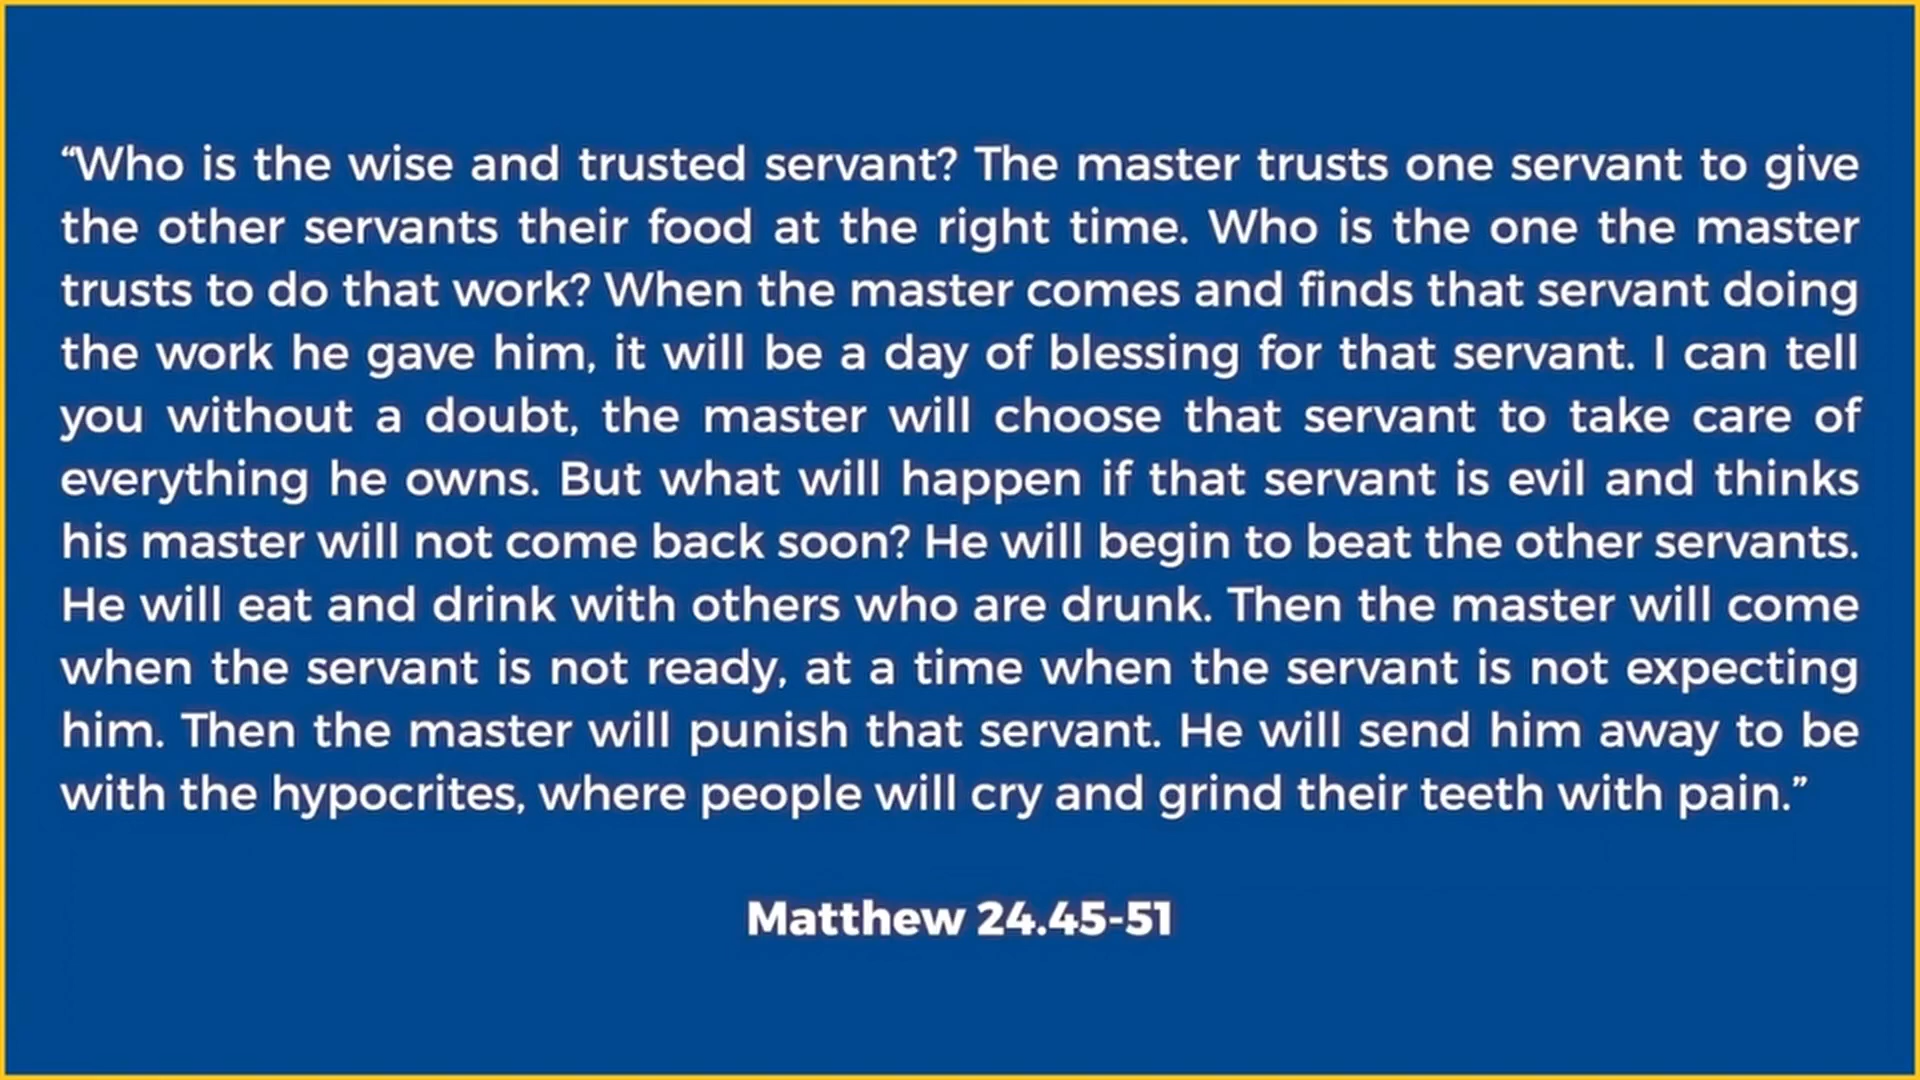 “Who is the wise and trusted servant? The master trusts one servant to give
the other servants their food at the right time. Who is the one the master
trusts to do that work? When the master comes and finds that servant doing
the work he gave him, it will be a day of blessing for that servant. I can tell
you without a doubt, the master will choose that servant to take care of
everything he owns. But what will happen if that servant is evil and thinks
his master will not come back soon? He will begin to beat the other servants.
He will eat and drink with others who are drunk. Then the master will come
when the servant is not ready, at a time when the servant is not expecting
him. Then the master will punish that servant. He will send him away to be
with the hypocrites, where people will cry and grind their teeth with pain.”
Matthew 24.45-51